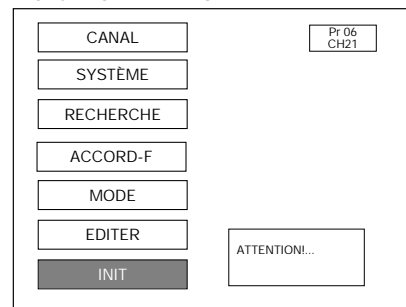 CANAL
Pr 06
CH21
SYSTÈME
RECHERCHE
ACCORD-F
MODE
EDITER
ATTENTION!...
INIT